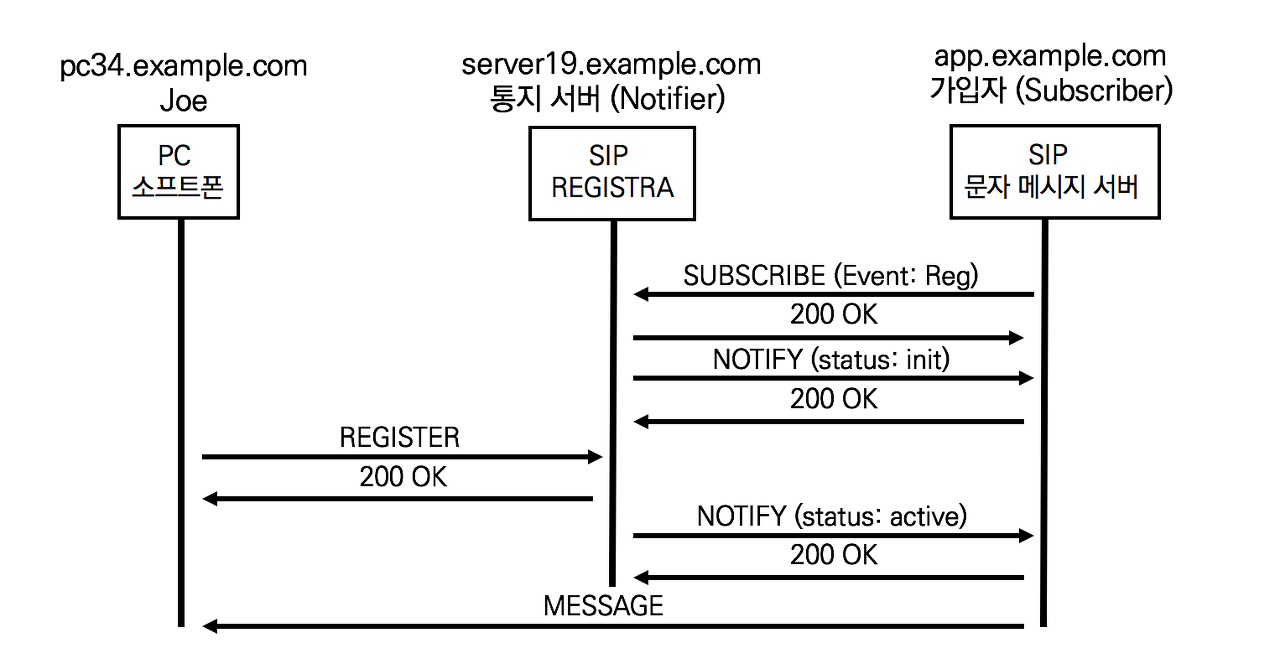 pc34.example.com
Joe
server19.example.com
통지 서버 (Notifier)
app.example.com
가입자 (Subscriber)
PC
소프트폰
SIP
REGISTRA
SIP
문자 메시지 서버
SUBSCRIBE (Event: Reg)
200 OK
NOTIFY (status: init)
200 OK
REGISTER
200 OK
NOTIFY (status: active)
200 OK
MESSAGE